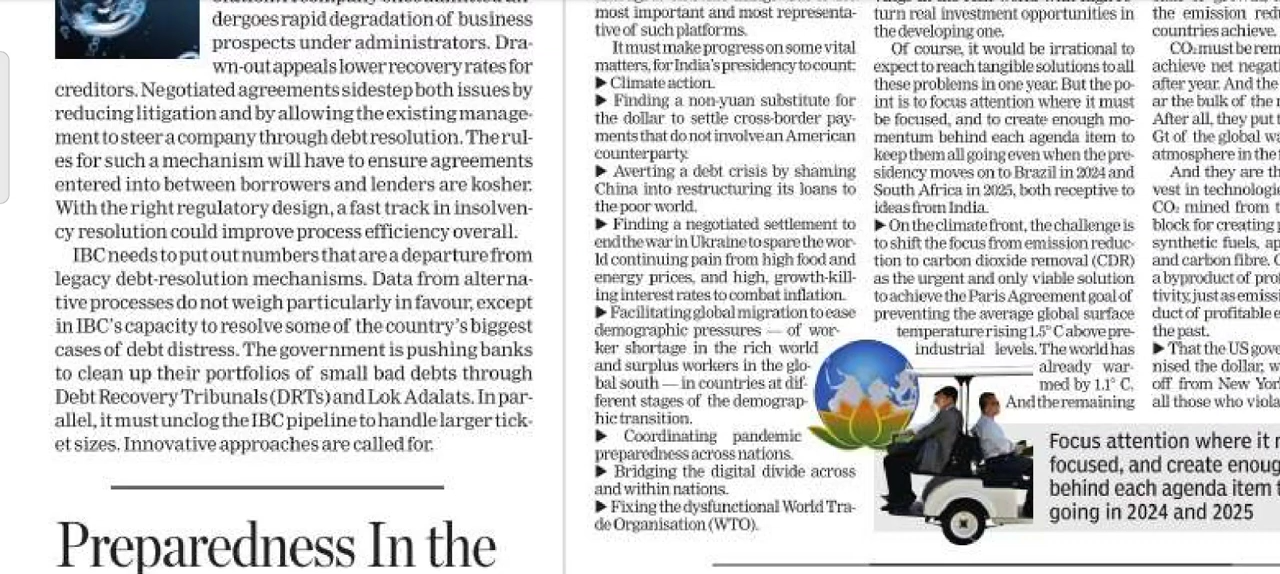 dergoes rapid degradation of business
prospects under administrators. Dra-
wn-out appeals lower recovery rates for
creditors. Negotiated agreements sidestep both issues by
reducing litigation and by allowing the existing manage-
ment to steer a company through debt resolution. The rul-
es for such a mechanism will have to ensure agreements
entered into between borrowers and lenders are kosher.
With the right regulatory design, a fast track in insolven-
cy resolution could improve process efficiency overall.
IBC needs to put out numbers that are a departure from
legacy debt-resolution mechanisms. Data from alterna-
tive processes do not weigh particularly in favour, except
in IBC's capacity to resolve some of the country's biggest
cases of debt distress. The government is pushing banks
to clean up their portfolios of small bad debts through
Debt Recovery Tribunals (DRTs) and Lok Adalats. In par-
allel, it must unclog the IBC pipeline to handle larger tick-
et sizes. Innovative approaches are called for.
Preparedness In the
most important and most representa-
tive of such platforms.
It must make progress on some vital
matters, for India's presidency to count:
▶ Climate action.
▶ Finding a non-yuan substitute for
the dollar to settle cross-border pay-
ments that do not involve an American
counterparty.
▶ Averting a debt crisis by shaming
China into restructuring its loans to
the poor world.
▶ Finding a negotiated settlement to
end the war in Ukraine to spare the wor-
ld continuing pain from high food and
energy prices, and high, growth-kill-
ing interest rates to combat inflation.
▶ Facilitating global migration to ease
demographic pressures — of wor-
ker shortage in the rich world
and surplus workers in the glo-
bal south — in countries at dif-
ferent stages of the demograp-
hic transition.
▶ Coordinating pandemic
preparedness across nations.
▶ Bridging the digital divide across
and within nations.
▶ Fixing the dysfunctional World Tra-
de Organisation (WTO).
turn real investment opportunities in
the developing one.
Of course, it would be irrational to
expect to reach tangible solutions to all
these problems in one year. But the po-
int is to focus attention where it must
be focused, and to create enough mo-
mentum behind each agenda item to
keep them all going even when the pre-
sidency moves on to Brazil in 2024 and
South Africa in 2025, both receptive to
ideas from India.
▶ On the climate front, the challenge is
to shift the focus from emission reduc-
tion to carbon dioxide removal (CDR)
as the urgent and only viable solution
to achieve the Paris Agreement goal of
preventing the average global surface
temperature rising 1.5° C above pre-
industrial levels. The world has
already war-
med by 1.1° C.
And the remaining
the emission redu
countries achieve.
CO₂ must be rem
achieve net negati
after year. And the
ar the bulk of the r
After all, they put t
Gt of the global wa
atmosphere in the
And they are th
vest in technologie
CO₂ mined from t
block for creating p
synthetic fuels, ap
and carbon fibre. C
a byproduct of pro
tivity, just as emiss
duct of profitable e
the past.
▶ That the US gove
nised the dollar, w
off from New Yor
all those who viola
Focus attention where it
focused, and create enoug
behind each agenda item t
going in 2024 and 2025